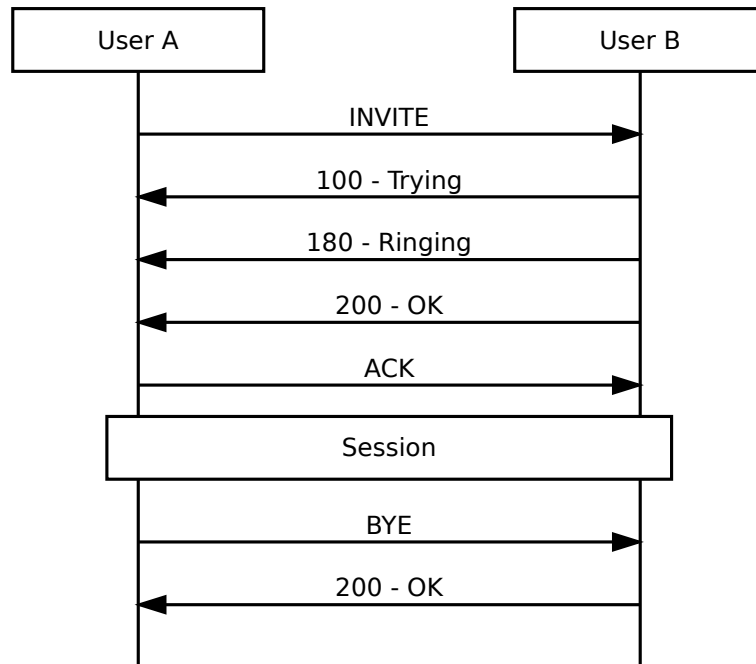 User A
User B
INVITE
100 - Trying
180 - Ringing
200 - OK
ACK
Session
BYE
200 - OK